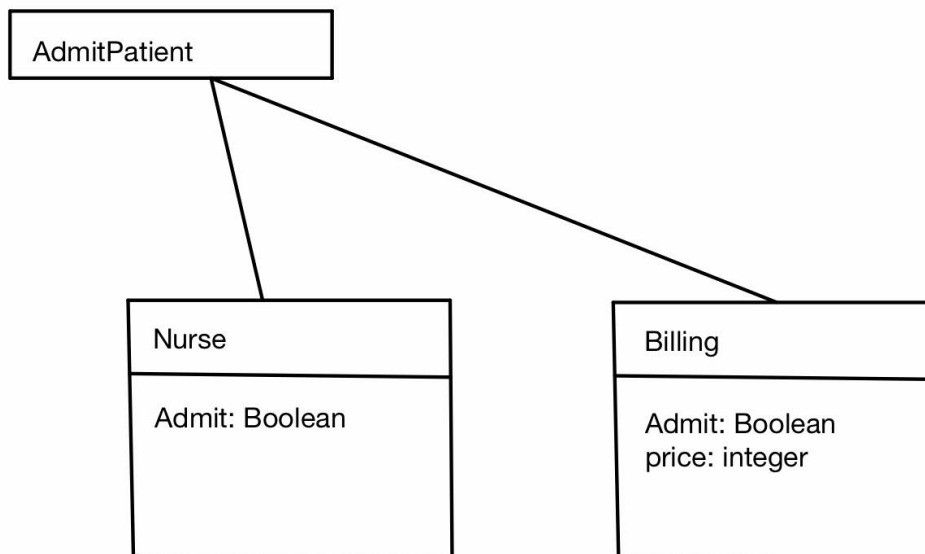 AdmitPatient
Nurse
Admit: Boolean
Billing
Admit: Boolean
price: integer